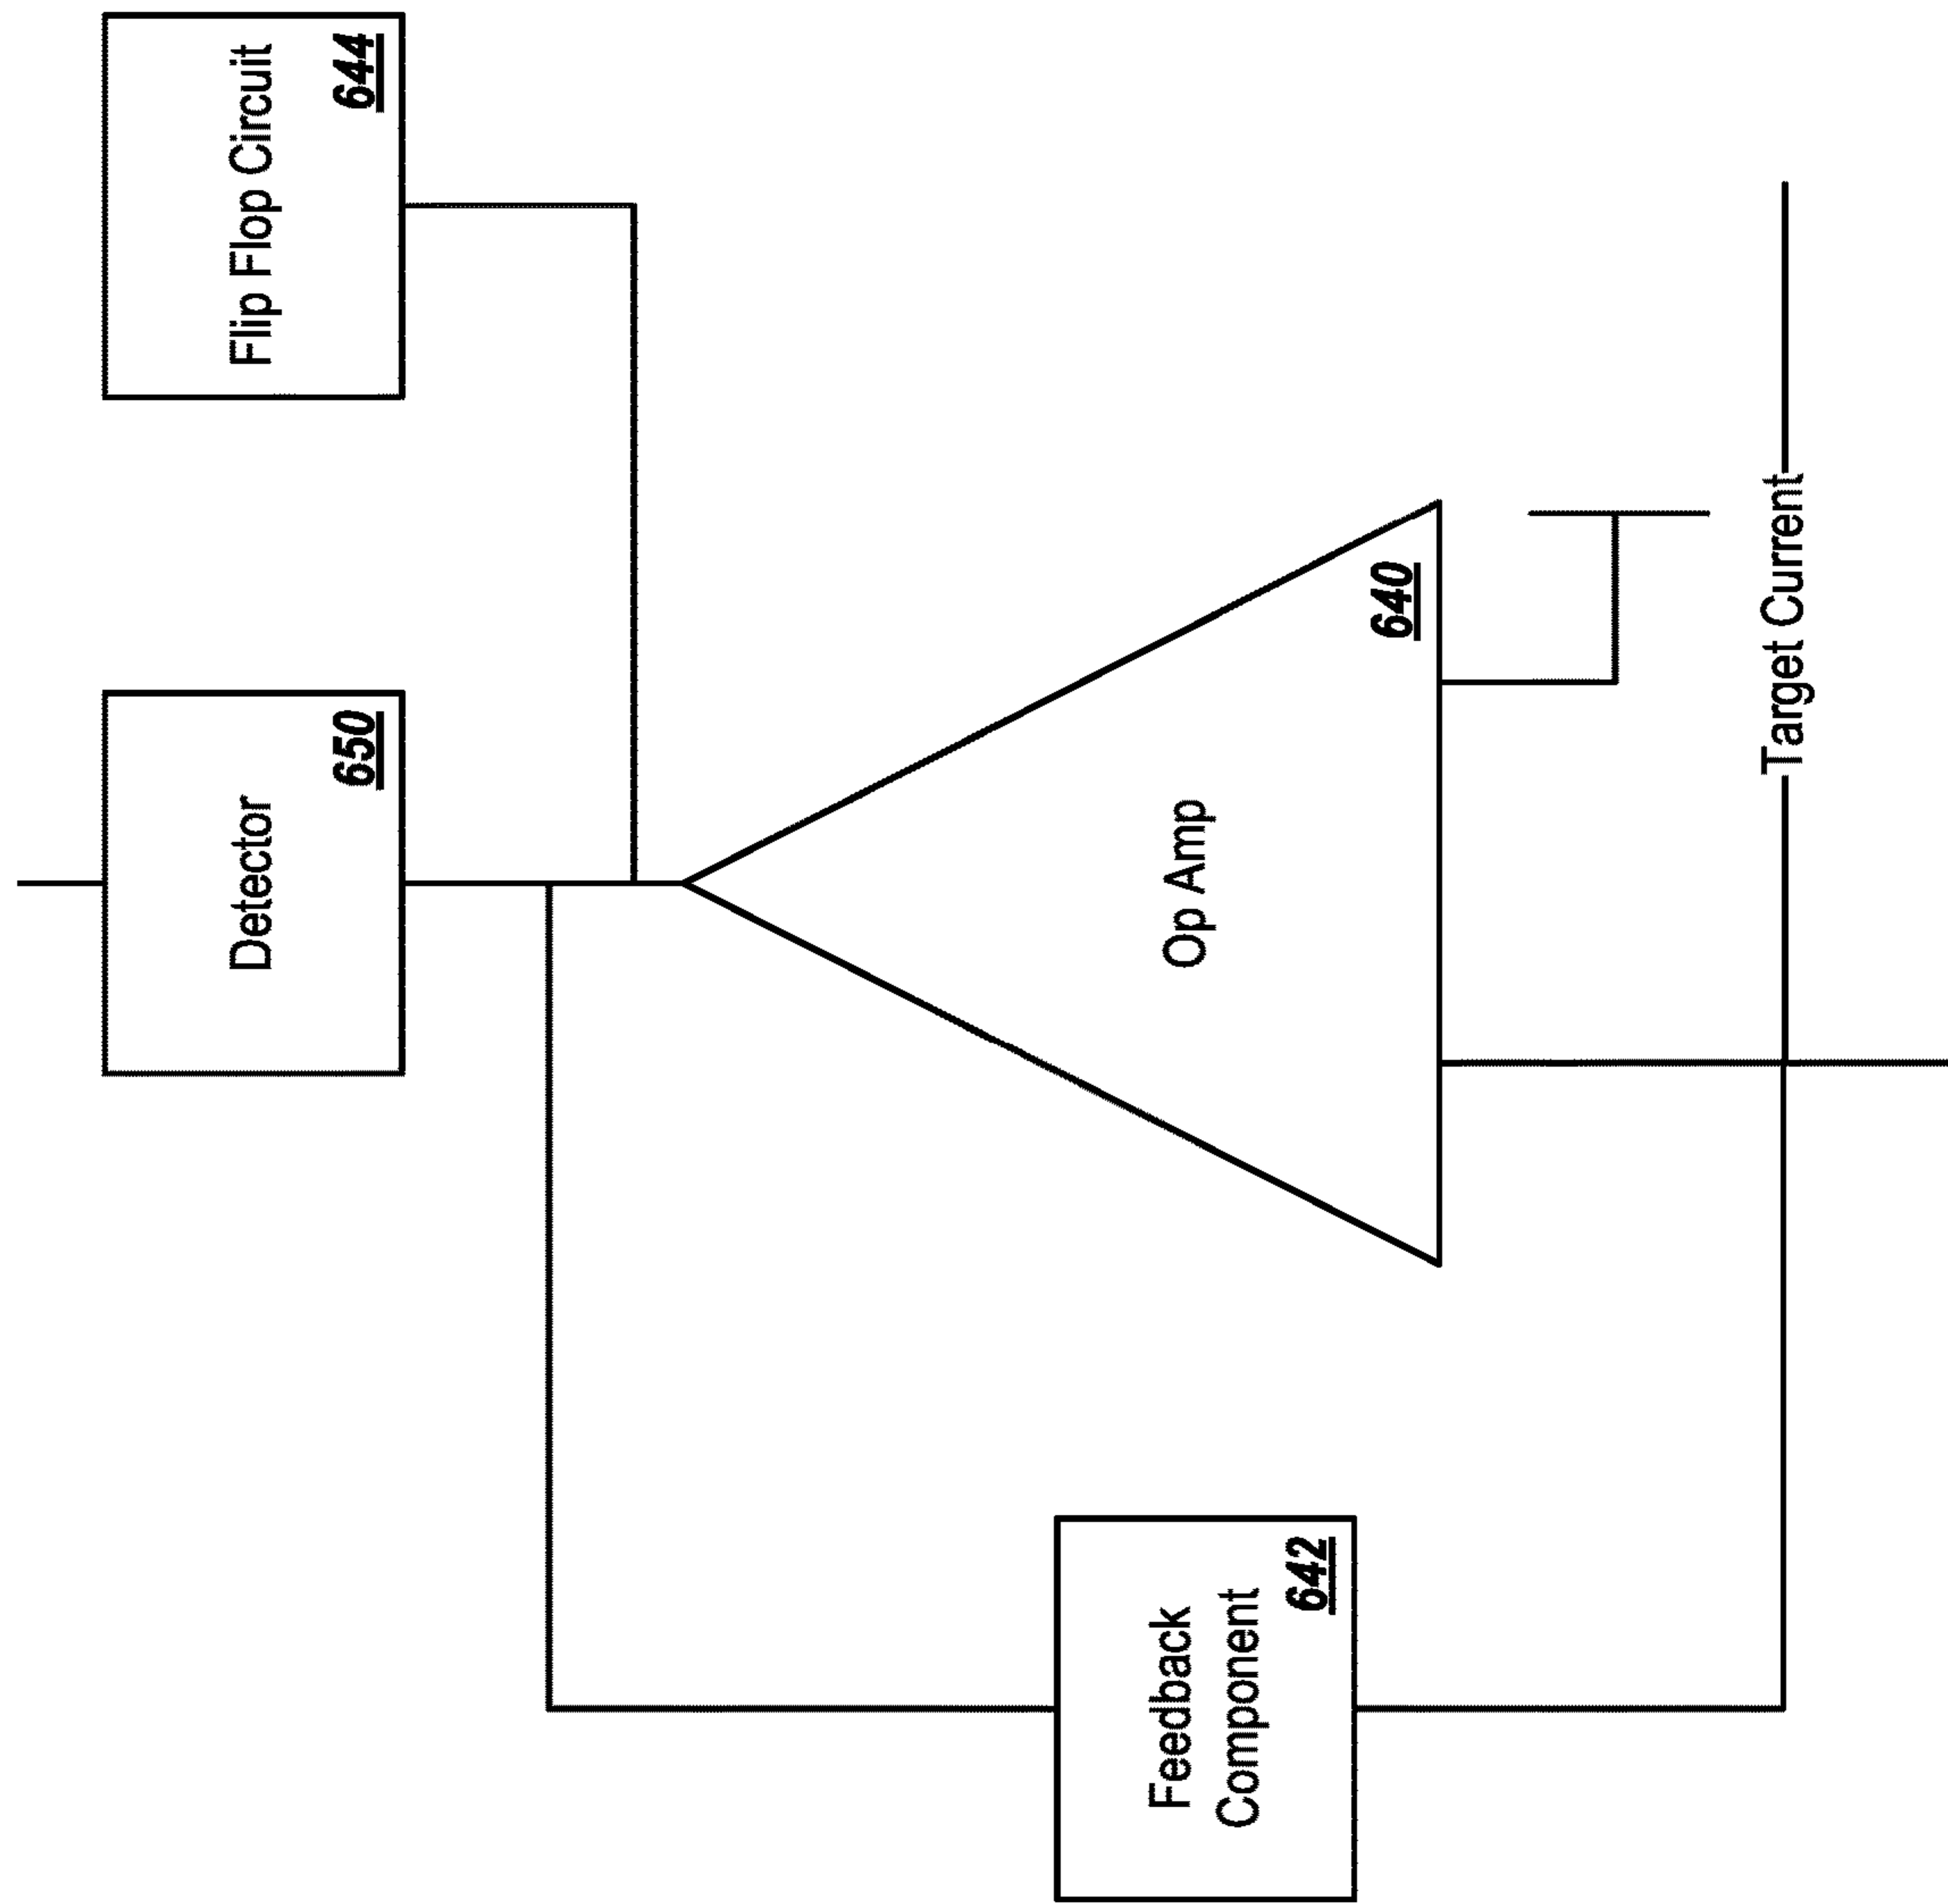 Feedback
Component
642
Op Amp
640
Target Current
Detector
650
Flip Flop Circuit
644